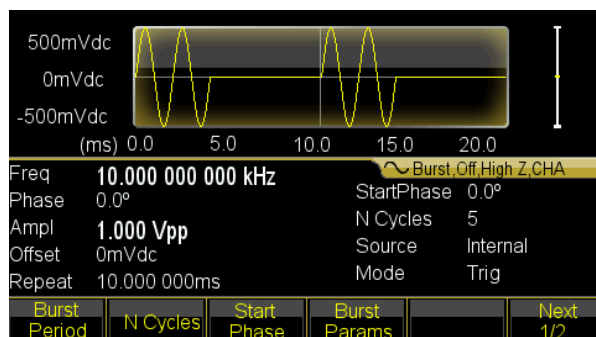 500mVdc
0mVdc
-500mVdc
(ms) 0.0 5.0 10.0 15.0 20.0
Burst,Off,High Z,CHA
Freq 10.000 000 000 kHz
Phase 0.0º
Ampl 1.000 Vpp
Offset 0mVdc
Repeat 10.000 000ms
StartPhase 0.0º
N Cycles 5
Source Internal
Mode Trig
Burst Period
N Cycles
Start Phase
Burst Params
Next 1/2